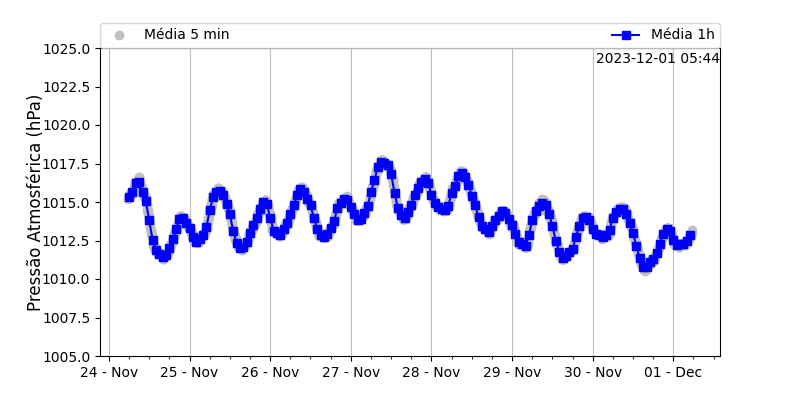 Média 5 min
Média 1h
2023-12-01 05:44
Pressão Atmosférica (hPa)
1025.0
1022.5
1020.0
1017.5
1015.0
1012.5
1010.0
1007.5
1005.0
24 - Nov
25 - Nov
26 - Nov
27 - Nov
28 - Nov
29 - Nov
30 - Nov
01 - Dec